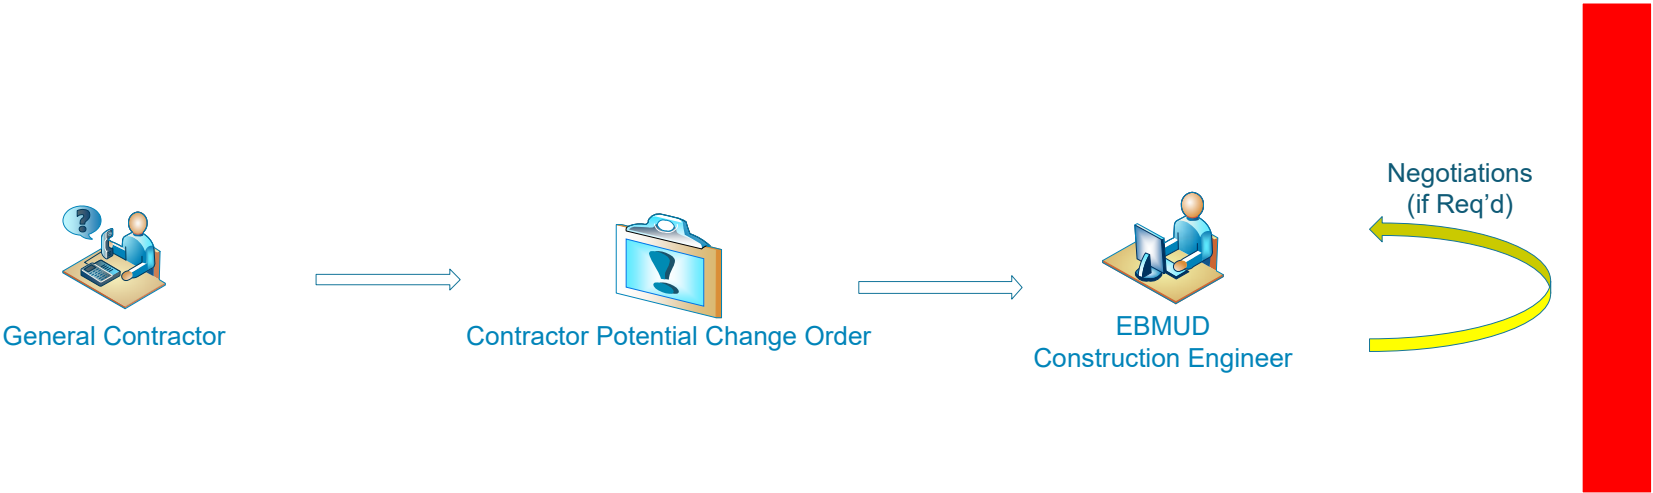 General Contractor
?
Contractor Potential Change Order
!
EBMUD
Construction Engineer
Negotiations
(if Req’d)